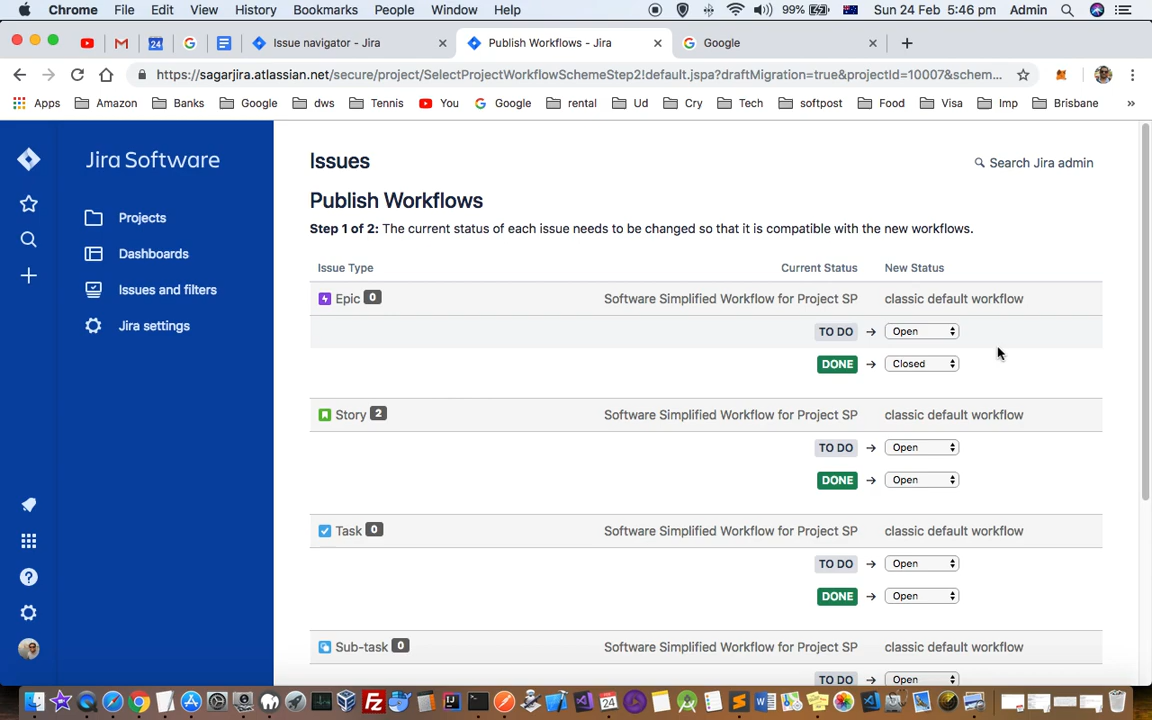 Chrome File Edit View History Bookmarks People Window Help 99% Sun 24 Feb 5:46 pm Admin
24 Issue navigator - Jira Publish Workflows - Jira Google
https://sagarjira.atlassian.net/secure/project/SelectProjectWorkflowSchemeStep2!default.jspa?draftMigration=true&projectId=10007&schem...
Apps Amazon Banks Google dws Tennis You Google rental Ud Cry Tech softpost Food Visa Imp Brisbane »
Jira Software
Projects
Dashboards
Issues and filters
Jira settings
Issues
Search Jira admin
Publish Workflows
Step 1 of 2: The current status of each issue needs to be changed so that it is compatible with the new workflows.
Issue Type Current Status New Status
Epic 0 Software Simplified Workflow for Project SP classic default workflow
TO DO → Open
DONE → Closed
Story 2 Software Simplified Workflow for Project SP classic default workflow
TO DO → Open
DONE → Open
Task 0 Software Simplified Workflow for Project SP classic default workflow
TO DO → Open
DONE → Open
Sub-task 0 Software Simplified Workflow for Project SP classic default workflow
TO DO → Open
24